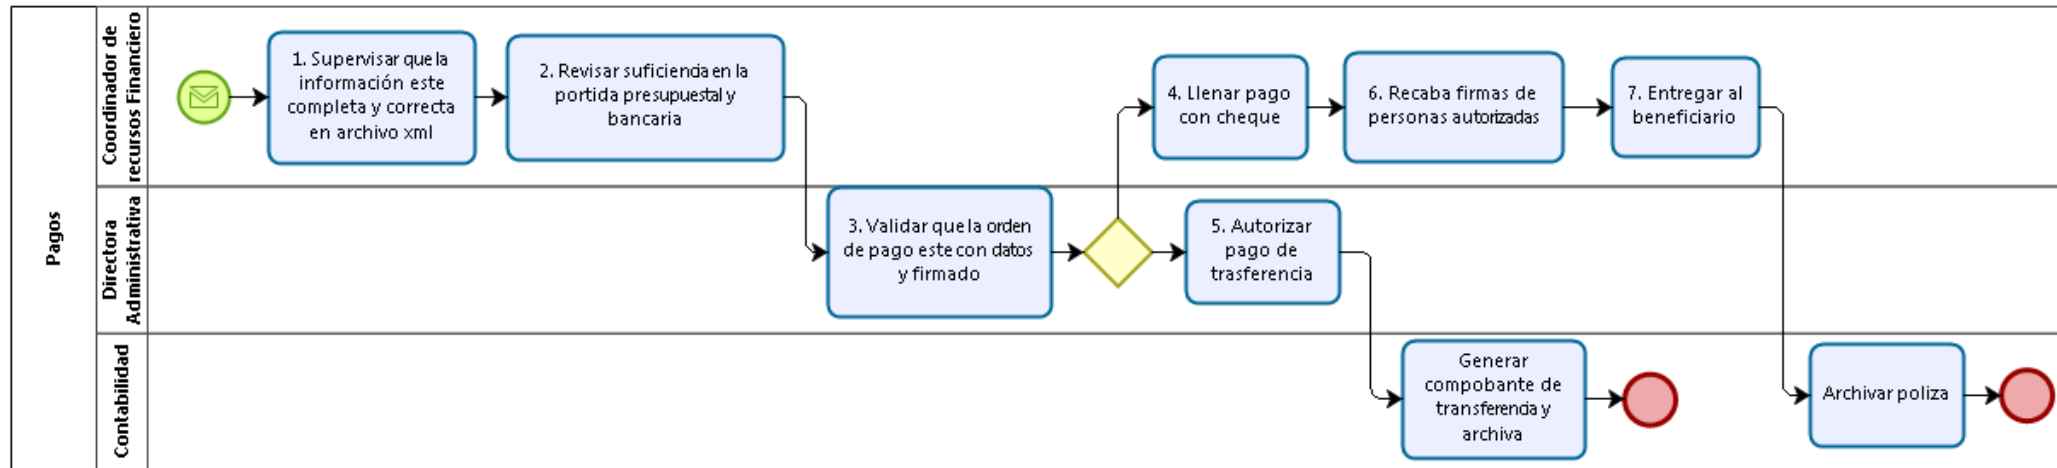 Pagos
Coordinador de
recursos Financiero
1. Supervisar que la
información este
completa y correcta
en archivo xml
2. Revisar suficiencia en la
portida presupuestal y
bancaria
4. Llenar pago
con cheque
6. Recaba firmas de
personas autorizadas
7. Entregar al
beneficiario
Directora
Administrativa
3. Validar que la orden
de pago este con datos
y firmado
5. Autorizar
pago de
trasferencia
Contabilidad
Generar
compobante de
transferencia y
archiva
Archivar poliza